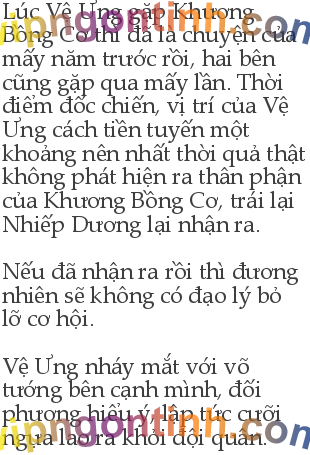 Lúc Vệ Ưng gặp Khương
Bồng Cơ thì đã là chuyện của
mấy năm trước rồi, hai bên
cũng gặp qua mấy lần. Thời
điểm đốc chiến, vị trí của Vệ
Ưng cách tiền tuyến một
khoảng nên nhất thời quả thật
không phát hiện ra thân phận
của Khương Bồng Cơ, trái lại
Nhiếp Dương lại nhận ra.
Nếu đã nhận ra rồi thì đương
nhiên sẽ không có đạo lý bỏ
lỡ cơ hội.
Vệ Ưng nháy mắt với võ
tướng bên cạnh mình, đối
phương hiểu ý, lập tức cưỡi
ngựa lao ra khỏi đội quân.
vipngontinh.com
vipngontinh.com